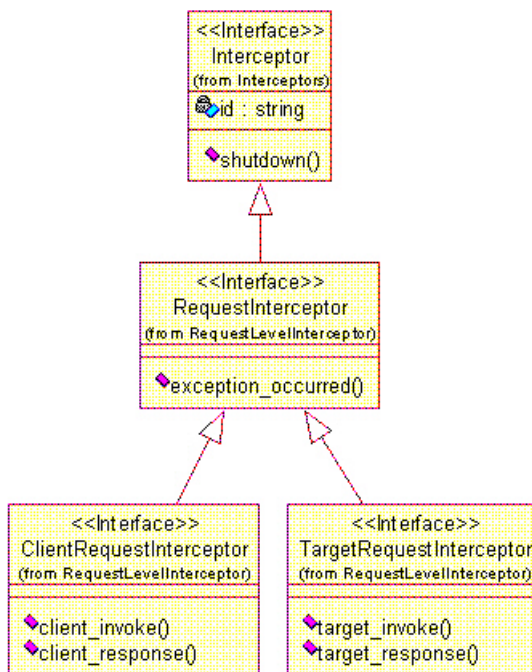 <<Interface>>
Interceptor
(from Interceptors)
id : string
shutdown()
<<Interface>>
RequestInterceptor
(from RequestLevelInterceptor)
exception_occurred()
<<Interface>>
ClientRequestInterceptor
(from RequestLevelInterceptor)
client_invoke()
client_response()
<<Interface>>
TargetRequestInterceptor
(from RequestLevelInterceptor)
target_invoke()
target_response()